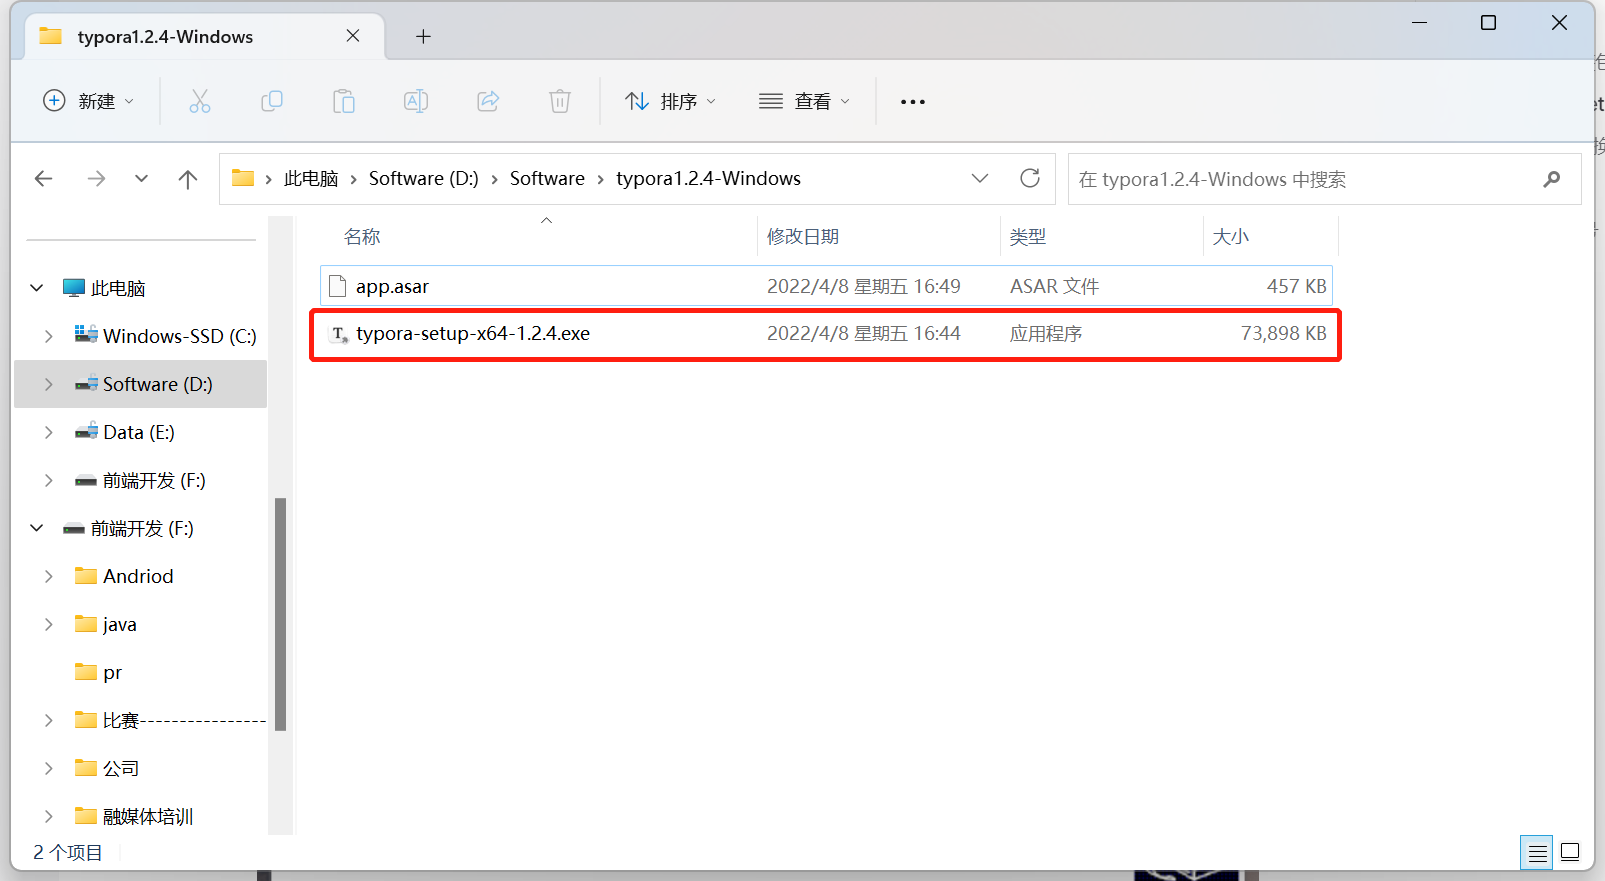 typora1.2.4-Windows
新建
排序
查看
此电脑 Software (D:) Software typora1.2.4-Windows
在 typora1.2.4-Windows 中搜索
名称 修改日期 类型 大小
app.asar 2022/4/8 星期五 16:49 ASAR 文件 457 KB
typora-setup-x64-1.2.4.exe 2022/4/8 星期五 16:44 应用程序 73,898 KB
此电脑
Windows-SSD (C:)
Software (D:)
Data (E:)
前端开发 (F:)
前端开发 (F:)
Andriod
java
pr
比赛----------------
公司
融媒体培训
2 个项目